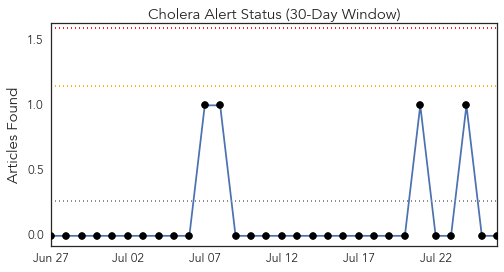 Cholera Alert Status (30-Day Window)
Articles Found
1.5
1.0
0.5
0.0
Jun 27 Jul 02 Jul 07 Jul 12 Jul 17 Jul 22